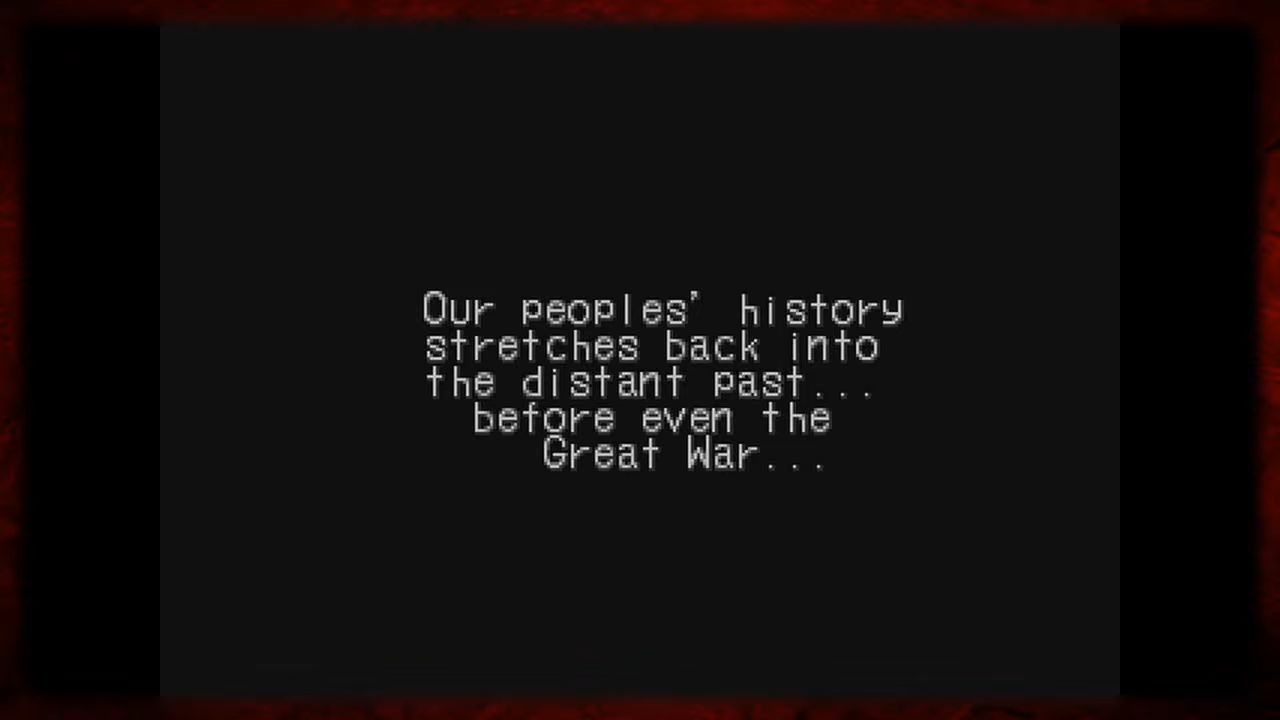 Our peoples' history
stretches back into
the distant past...
before even the
Great War...